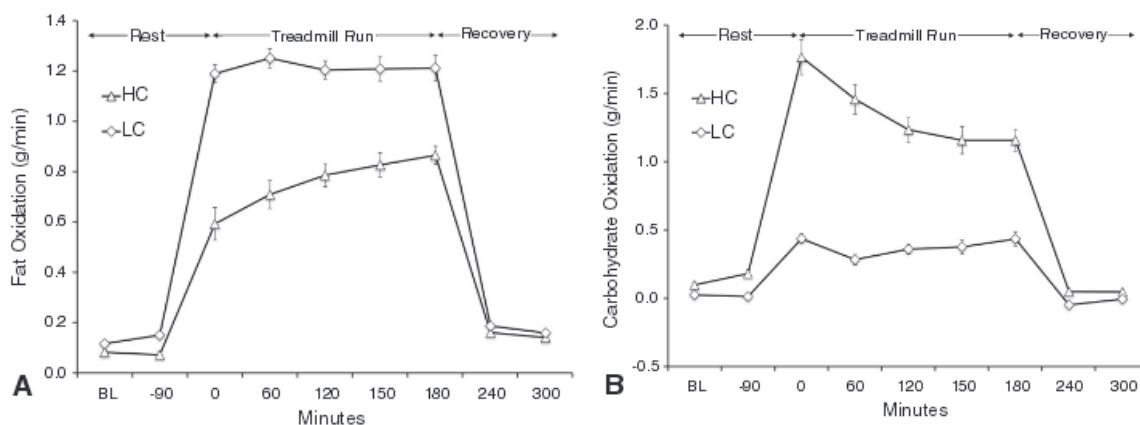 Rest Treadmill Run Recovery
1.4
1.2
1.0
0.8
0.6
0.4
0.2
0.0
Fat Oxidation (g/min)
HC
LC
BL -90 0 60 120 150 180 240 300
Minutes
A
Rest Treadmill Run Recovery
2.0
1.5
1.0
0.5
0.0
-0.5
Carbohydrate Oxidation (g/min)
HC
LC
BL -90 0 60 120 150 180 240 300
Minutes
B